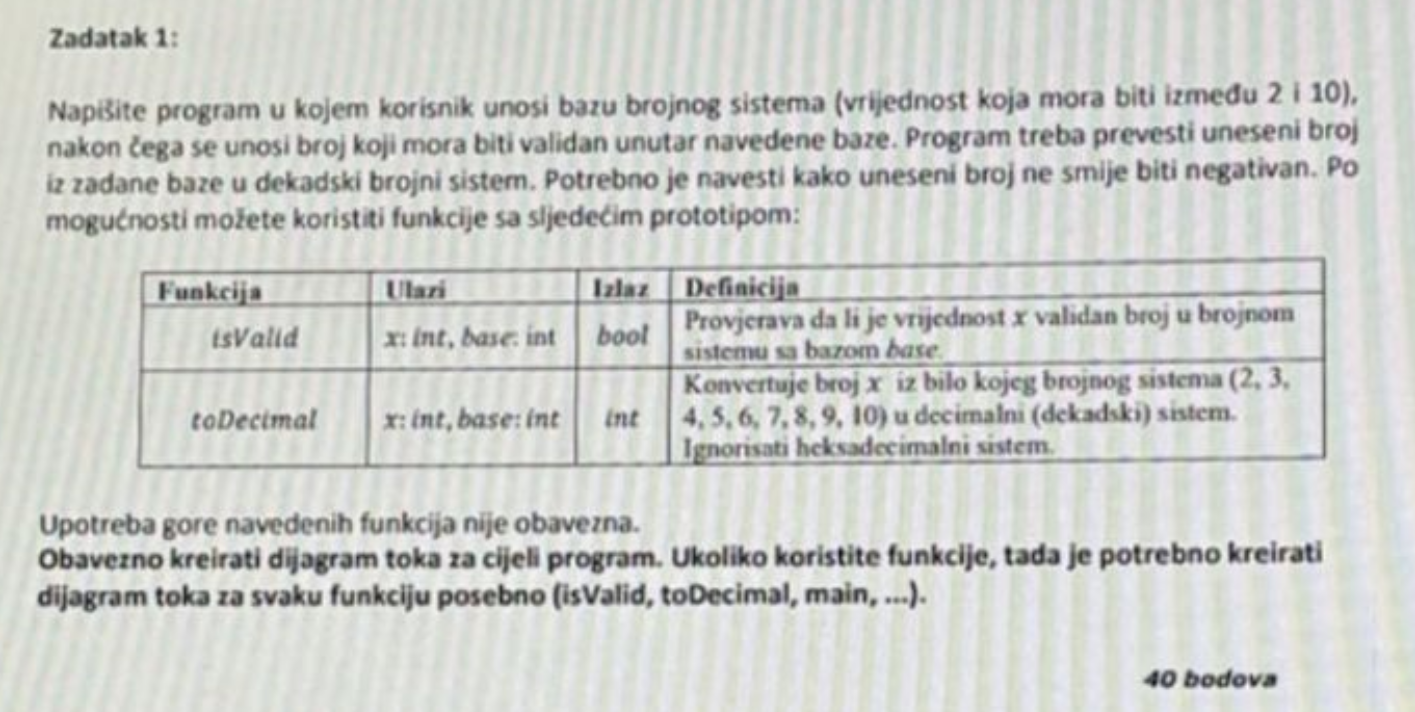 Zadatak 1:
Napišite program u kojem korisnik unosi bazu brojnog sistema (vrijednost koja mora biti između 2 i 10),
nakon čega se unosi broj koji mora biti validan unutar navedene baze. Program treba prevesti uneseni broj
iz zadane baze u dekadski brojni sistem. Potrebno je navesti kako uneseni broj ne smije biti negativan. Po
mogućnosti možete koristiti funkcije sa sljedećim prototipom:
Funkcija Ulazi Izlaz Definicija
isValid x: int, base: int bool Provjerava da li je vrijednost x validan broj u brojnom
sistemu sa bazom base.
toDecimal x: int, base: int int Konvertuje broj x iz bilo kojeg brojnog sistema (2, 3,
4, 5, 6, 7, 8, 9, 10) u decimalni (dekadski) sistem.
Ignorisati heksadecimalni sistem.
Upotreba gore navedenih funkcija nije obavezna.
Obavezno kreirati dijagram toka za cijeli program. Ukoliko koristite funkcije, tada je potrebno kreirati
dijagram toka za svaku funkciju posebno (isValid, toDecimal, main, ...).
40 bodova